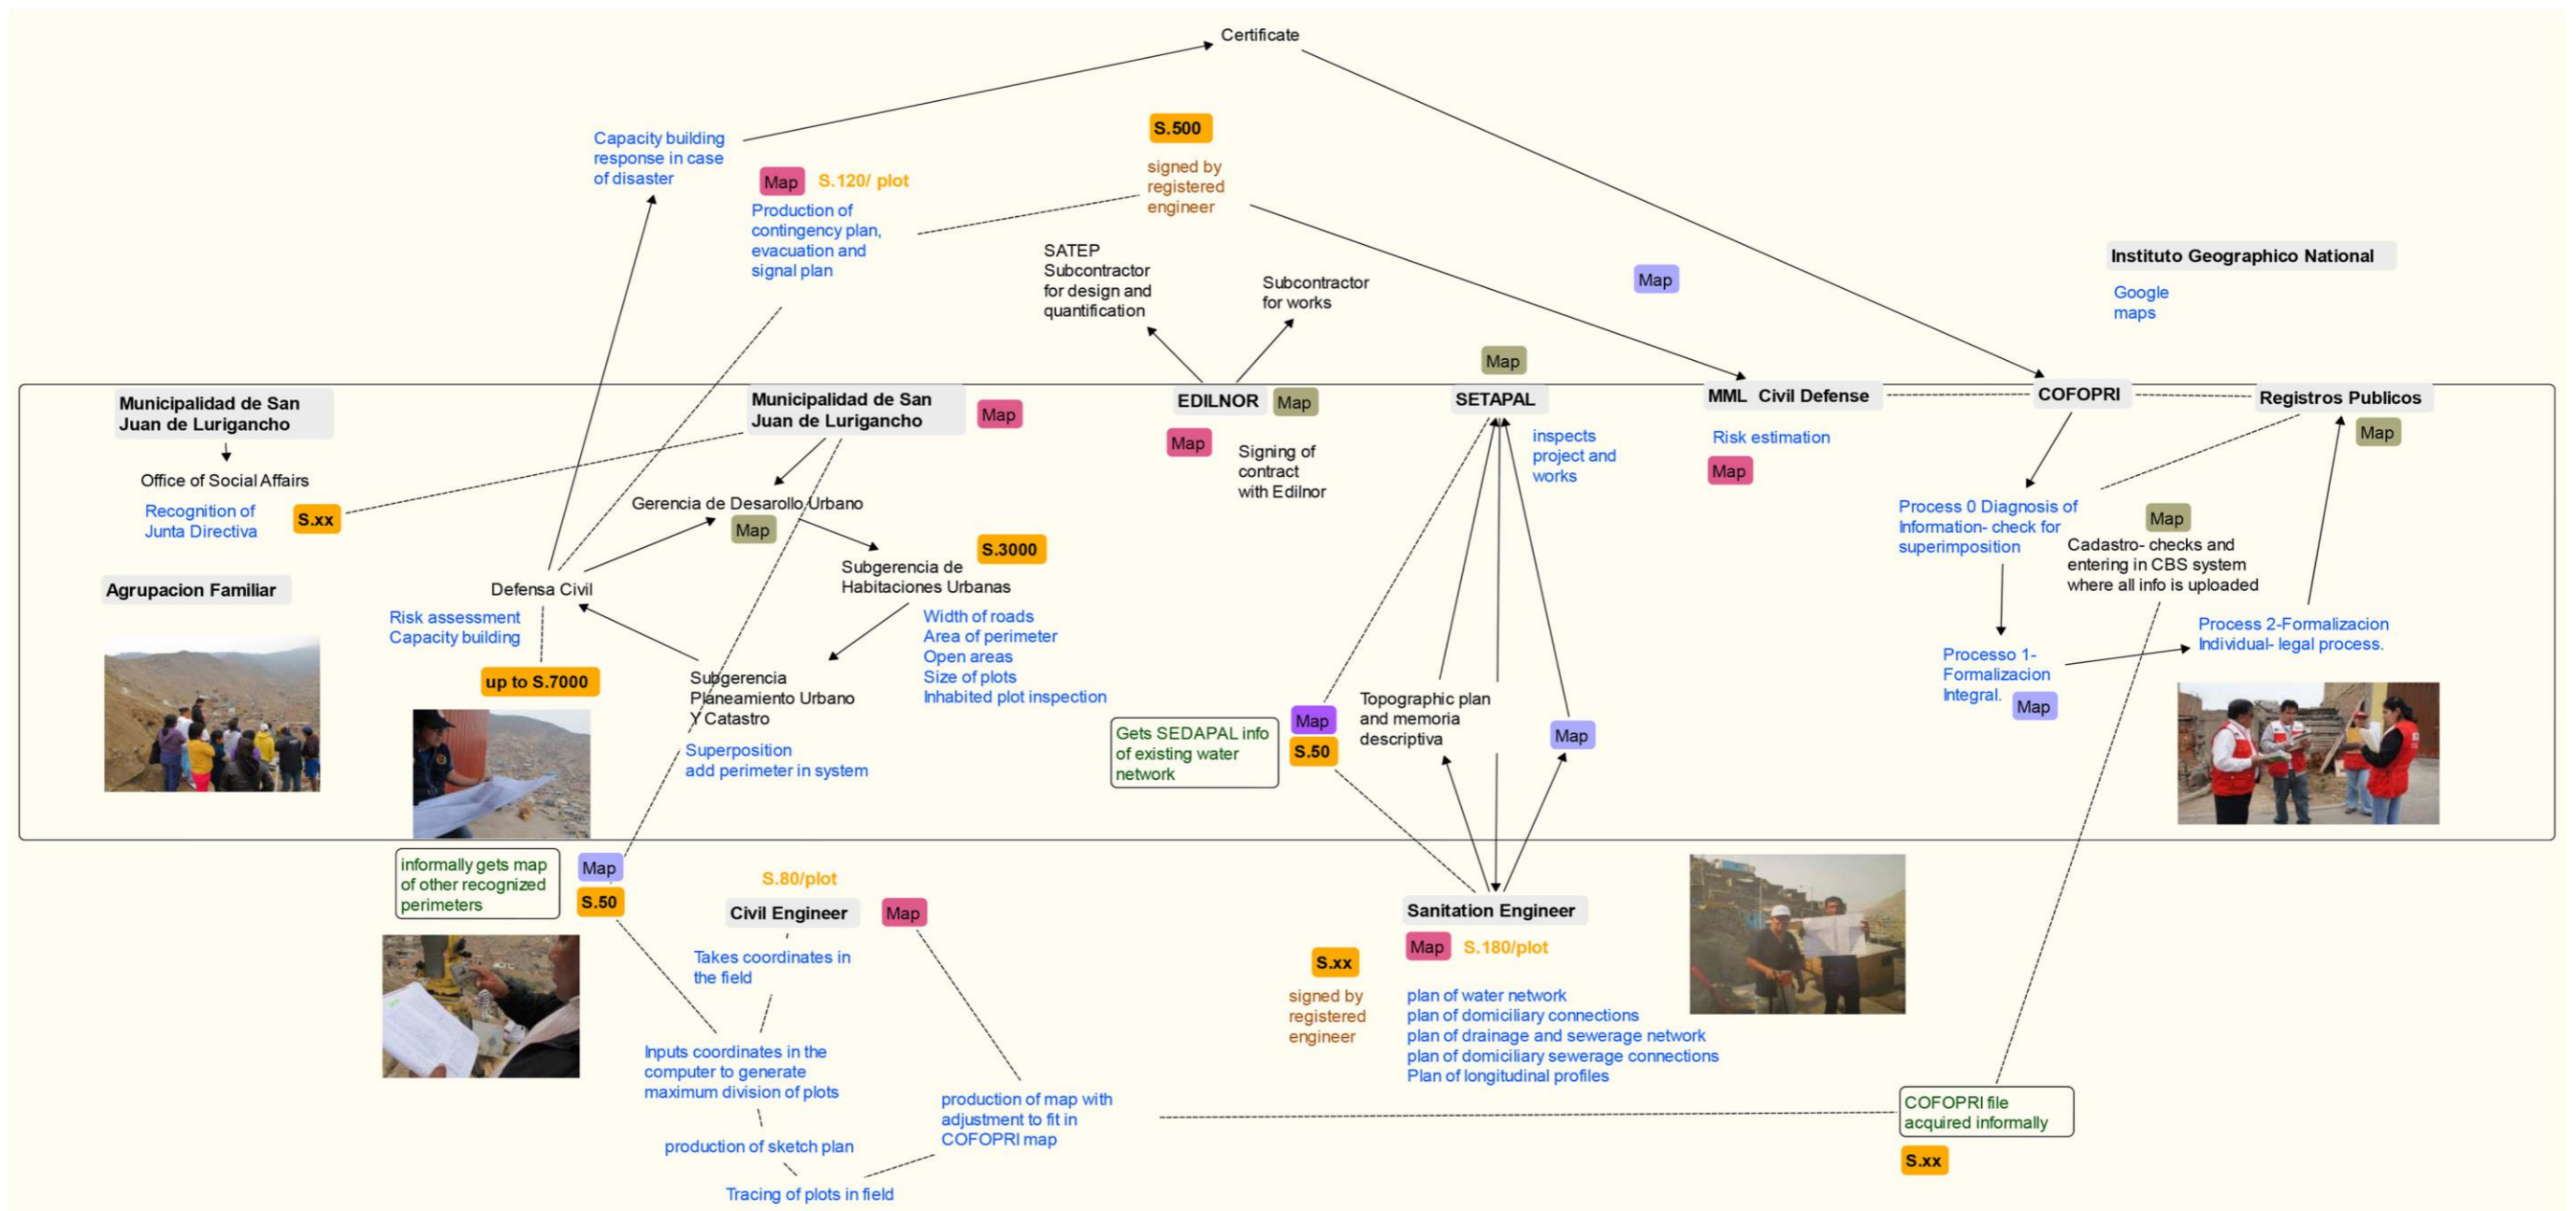 Certificate
Capacity building
response in case
of disaster
S.500
signed by
registered
engineer
Map
S.120/ plot
Production of
contingency plan,
evacuation and
signal plan
SATEP
Subcontractor
for design and
quantification
Subcontractor
for works
Map
Instituto Geographico National
Google
maps
Map
Municipalidad de San
Juan de Lurigancho
Office of Social Affairs
Recognition of
Junta Directiva
S.xx
Agrupacion Familiar
Municipalidad de San
Juan de Lurigancho
Map
Gerencia de Desarollo Urbano
Map
Subgerencia de
Habitaciones Urbanas
S.3000
Width of roads
Area of perimeter
Open areas
Size of plots
Inhabited plot inspection
Defensa Civil
Risk assessment
Capacity building
up to S.7000
Subgerencia
Planeamiento Urbano
Y Catastro
Superposition
add perimeter in system
EDILNOR
Map
Map
Signing of
contract
with Edilnor
SETAPAL
inspects
project and
works
Gets SEDAPAL info
of existing water
network
Map
S.50
Topographic plan
and memoria
descriptiva
Map
MML  Civil Defense
Risk estimation
Map
COFOPRI
Registros Publicos
Map
Process 0 Diagnosis of
Information- check for
superimposition
Map
Cadastro- checks and
entering in CBS system
where all info is uploaded
Processo 1-
Formalizacion
Integral.
Map
Process 2-Formalizacion
Individual- legal process.
informally gets map
of other recognized
perimeters
Map
S.50
S.80/plot
Civil Engineer
Map
Takes coordinates in
the field
Inputs coordinates in the
computer to generate
maximum division of plots
production of sketch plan
Tracing of plots in field
production of map with
adjustment to fit in
COFOPRI map
Sanitation Engineer
Map
S.180/plot
S.xx
signed by
registered
engineer
plan of water network
plan of domiciliary connections
plan of drainage and sewerage network
plan of domiciliary sewerage connections
Plan of longitudinal profiles
COFOPRI file
acquired informally
S.xx